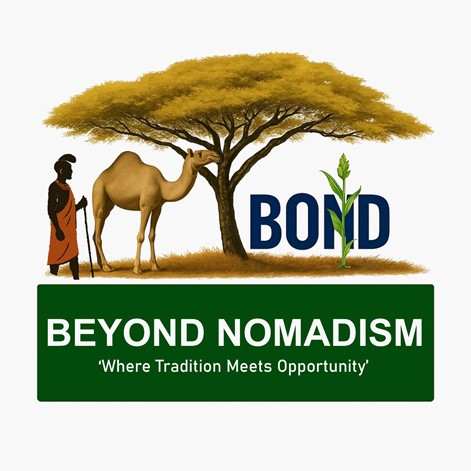 BOND
BEYOND NOMADISM
‘Where Tradition Meets Opportunity’